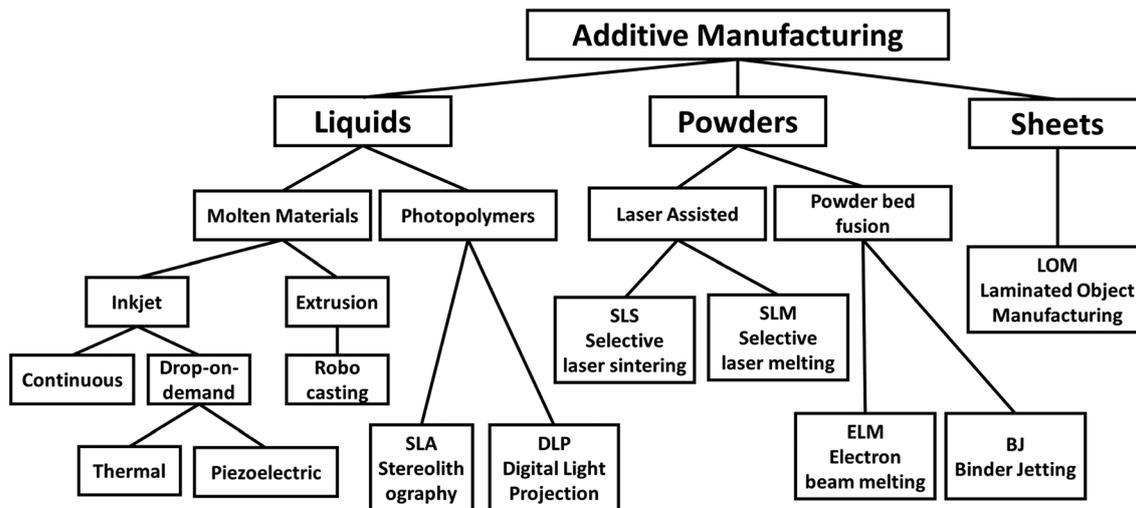 Additive Manufacturing
Liquids
Powders
Sheets
Molten Materials
Photopolymers
Laser Assisted
Powder bed
fusion
Inkjet
Extrusion
SLS
Selective
laser sintering
SLM
Selective
laser melting
LOM
Laminated Object
Manufacturing
Continuous
Drop-on-
demand
Robo
casting
Thermal
Piezoelectric
SLA
Stereolith
ography
DLP
Digital Light
Projection
ELM
Electron
beam melting
BJ
Binder Jetting